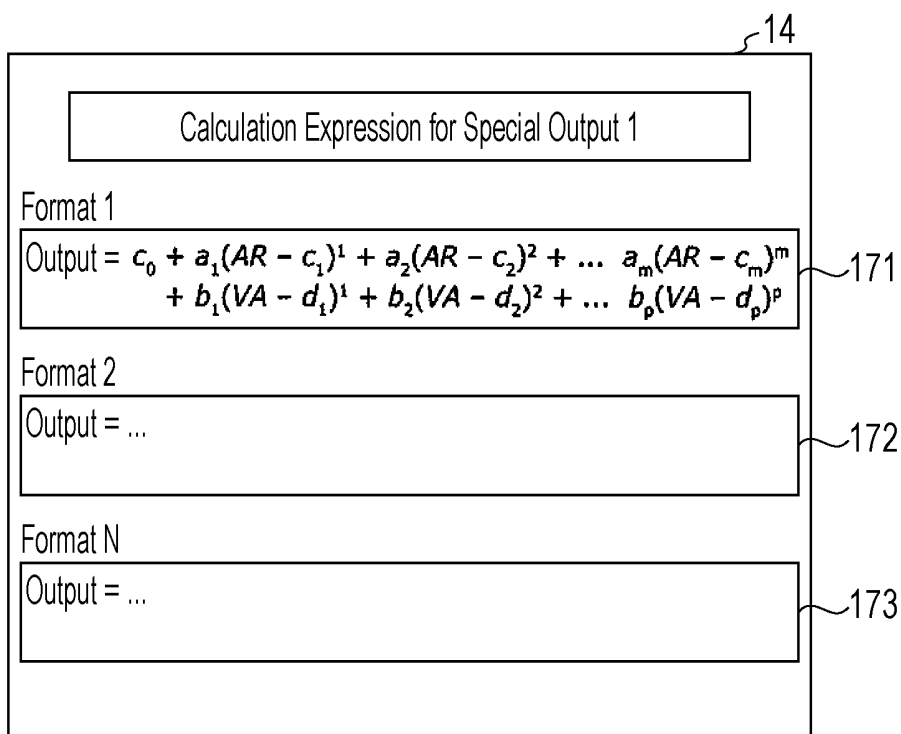 14
Calculation Expression for Special Output 1
Format 1
Output = c₀ + a₁(AR – c₁)¹ + a₂(AR – c₂)² + ... aₘ(AR – cₘ)ᵐ
+ b₁(VA – d₁)¹ + b₂(VA – d₂)² + ... bₚ(VA – dₚ)ᵖ
171
Format 2
Output = ...
172
Format N
Output = ...
173